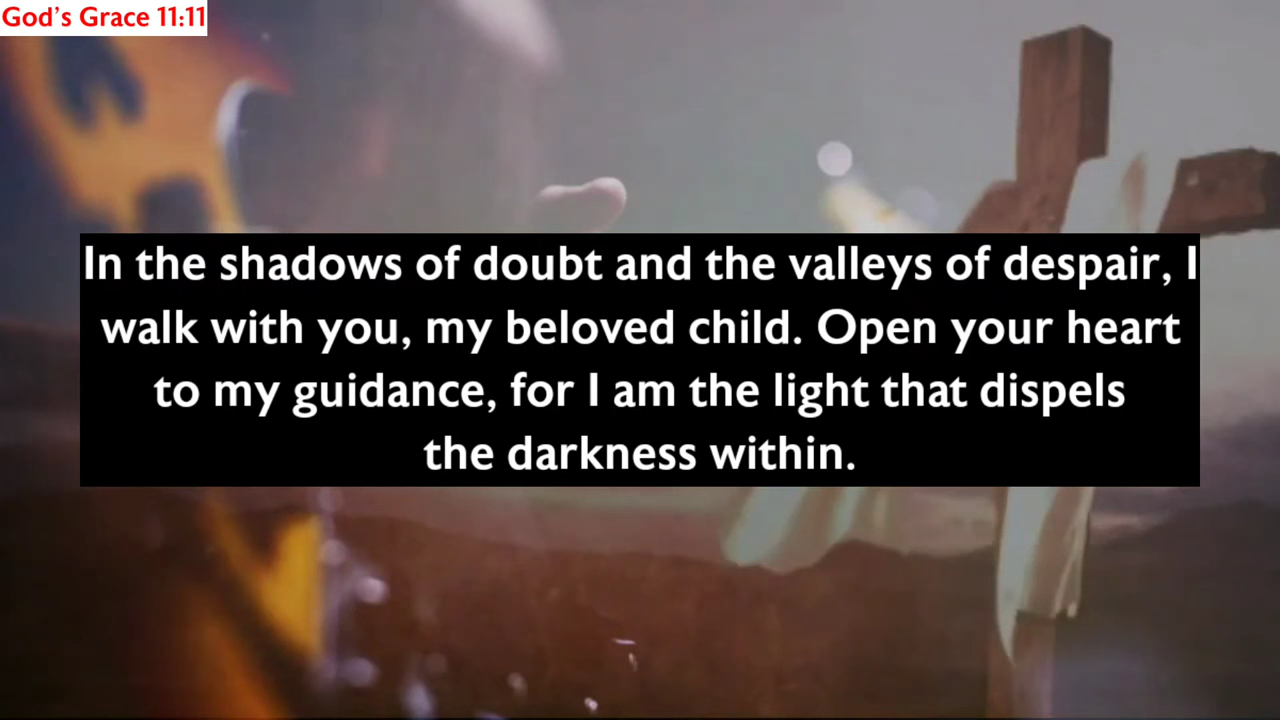 God's Grace 11:11
In the shadows of doubt and the valleys of despair, I
walk with you, my beloved child. Open your heart
to my guidance, for I am the light that dispels
the darkness within.